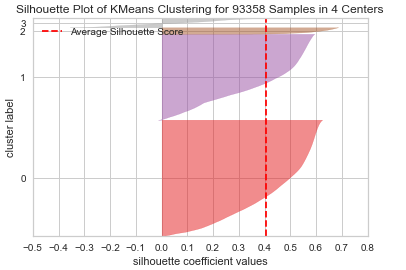 Silhouette Plot of KMeans Clustering for 93358 Samples in 4 Centers
3
2
Average Silhouette Score
1
cluster label
0
-0.5 -0.4 -0.3 -0.2 -0.1 0.0 0.1 0.2 0.3 0.4 0.5 0.6 0.7 0.8
silhouette coefficient values